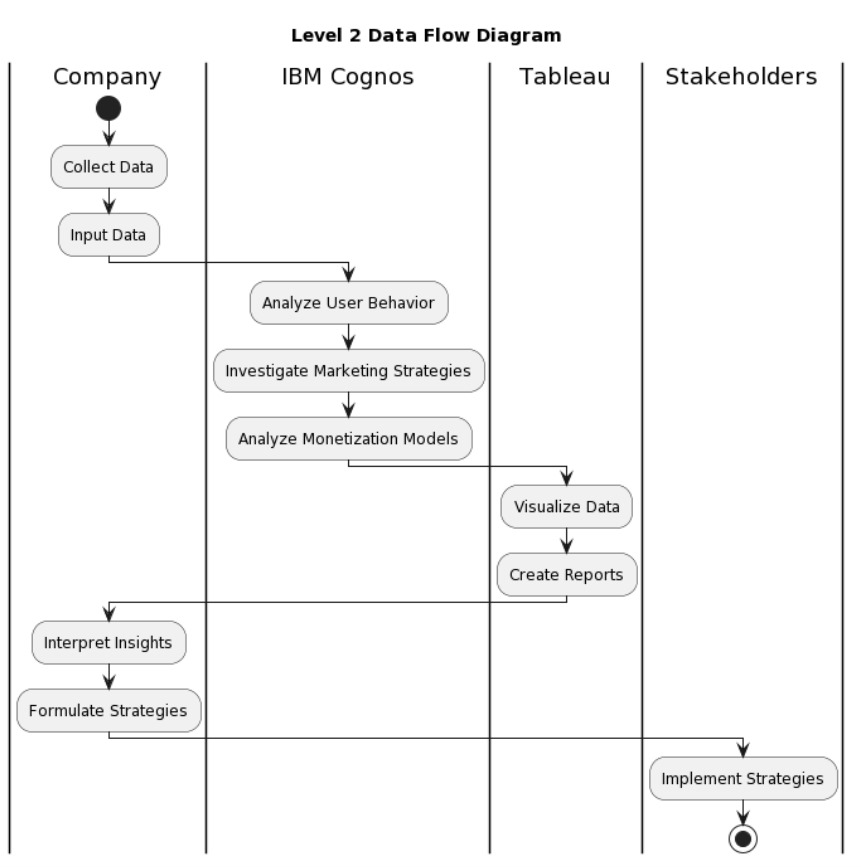 Level 2 Data Flow Diagram
Company
IBM Cognos
Tableau
Stakeholders
Collect Data
Input Data
Analyze User Behavior
Investigate Marketing Strategies
Analyze Monetization Models
Visualize Data
Create Reports
Interpret Insights
Formulate Strategies
Implement Strategies